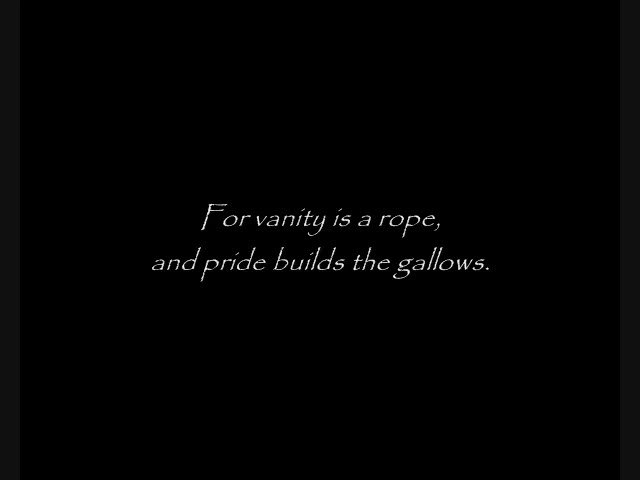 For vanity is a rope,
and pride builds the gallows.